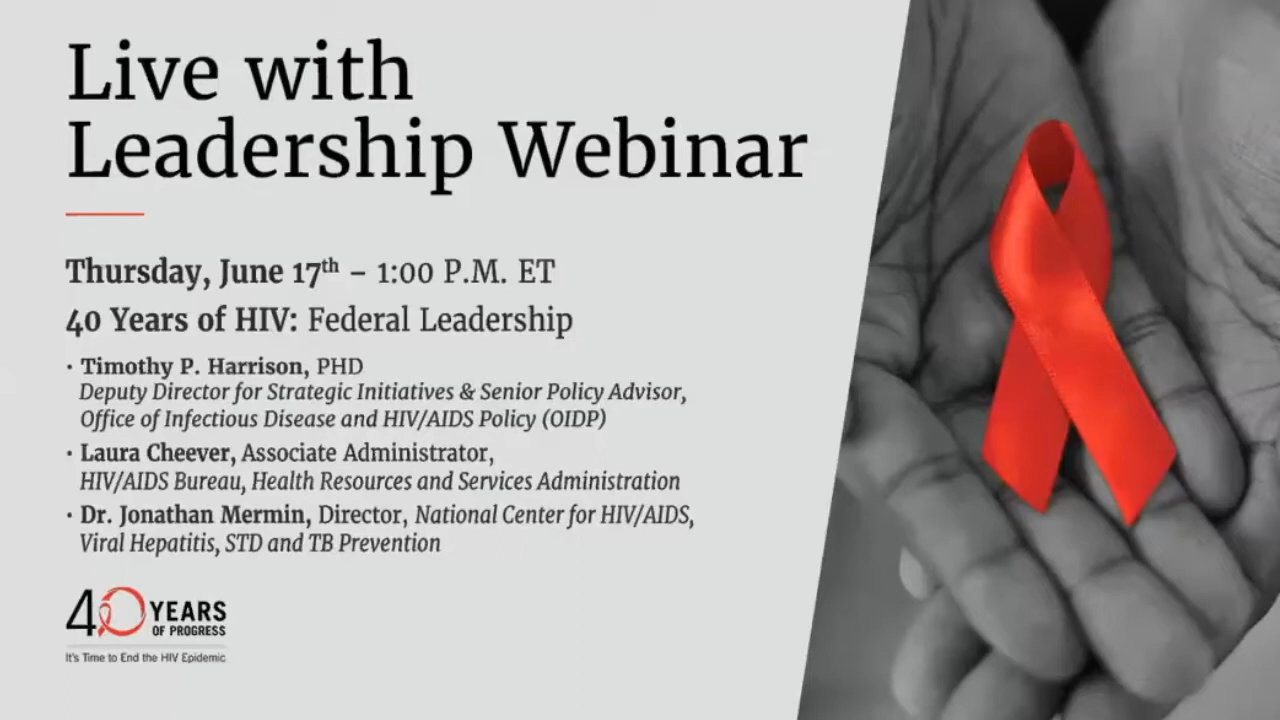 Live with
Leadership Webinar
Thursday, June 17th – 1:00 P.M. ET
40 Years of HIV: Federal Leadership
• Timothy P. Harrison, PHD
Deputy Director for Strategic Initiatives & Senior Policy Advisor,
Office of Infectious Disease and HIV/AIDS Policy (OIDP)
• Laura Cheever, Associate Administrator,
HIV/AIDS Bureau, Health Resources and Services Administration
• Dr. Jonathan Mermin, Director, National Center for HIV/AIDS,
Viral Hepatitis, STD and TB Prevention
40 YEARS
OF PROGRESS
It's Time to End the HIV Epidemic